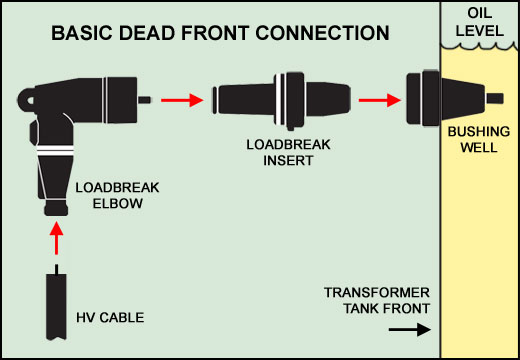 BASIC DEAD FRONT CONNECTION
OIL
LEVEL
LOADBREAK
INSERT
BUSHING
WELL
LOADBREAK
ELBOW
HV CABLE
TRANSFORMER
TANK FRONT